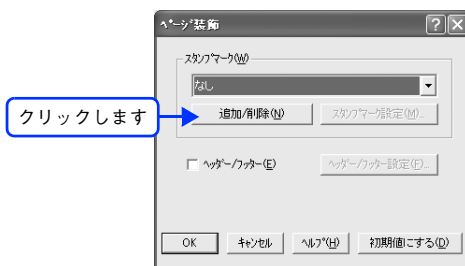 ページ装飾
スタンプマーク(W)
なし
クリックします
追加/削除(N) スタンプマーク設定(M)...
ヘッダー/フッター(E) ヘッダー/フッター設定(F)...
OK キャンセル ヘルプ(H) 初期値にする(D)